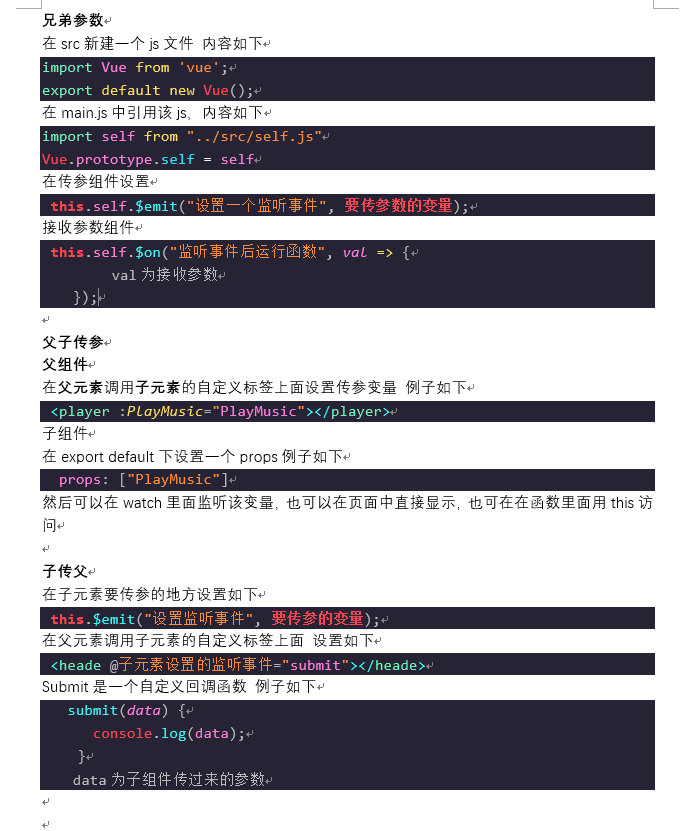 兄弟参数
在 src 新建一个 js 文件 内容如下
import Vue from 'vue';
export default new Vue();
在 main.js 中引用该 js, 内容如下
import self from "../src/self.js"
Vue.prototype.self = self
在传参组件设置
this.self.$emit("设置一个监听事件", 要传参数的变量);
接收参数组件
this.self.$on("监听事件后运行函数", val => {
val 为接收参数
});
父子传参
父组件
在父元素调用子元素的自定义标签上面设置传参变量 例子如下
<player :PlayMusic="PlayMusic"></player>
子组件
在 export default 下设置一个 props 例子如下
props: ["PlayMusic"]
然后可以在 watch 里面监听该变量, 也可以在页面中直接显示, 也可在在函数里面用 this 访
问
子传父
在子元素要传参的地方设置如下
this.$emit("设置监听事件", 要传参的变量);
在父元素调用子元素的自定义标签上面 设置如下
<heade @子元素设置的监听事件="submit"></heade>
Submit 是一个自定义回调函数 例子如下
submit(data) {
console.log(data);
}
data 为子组件传过来的参数